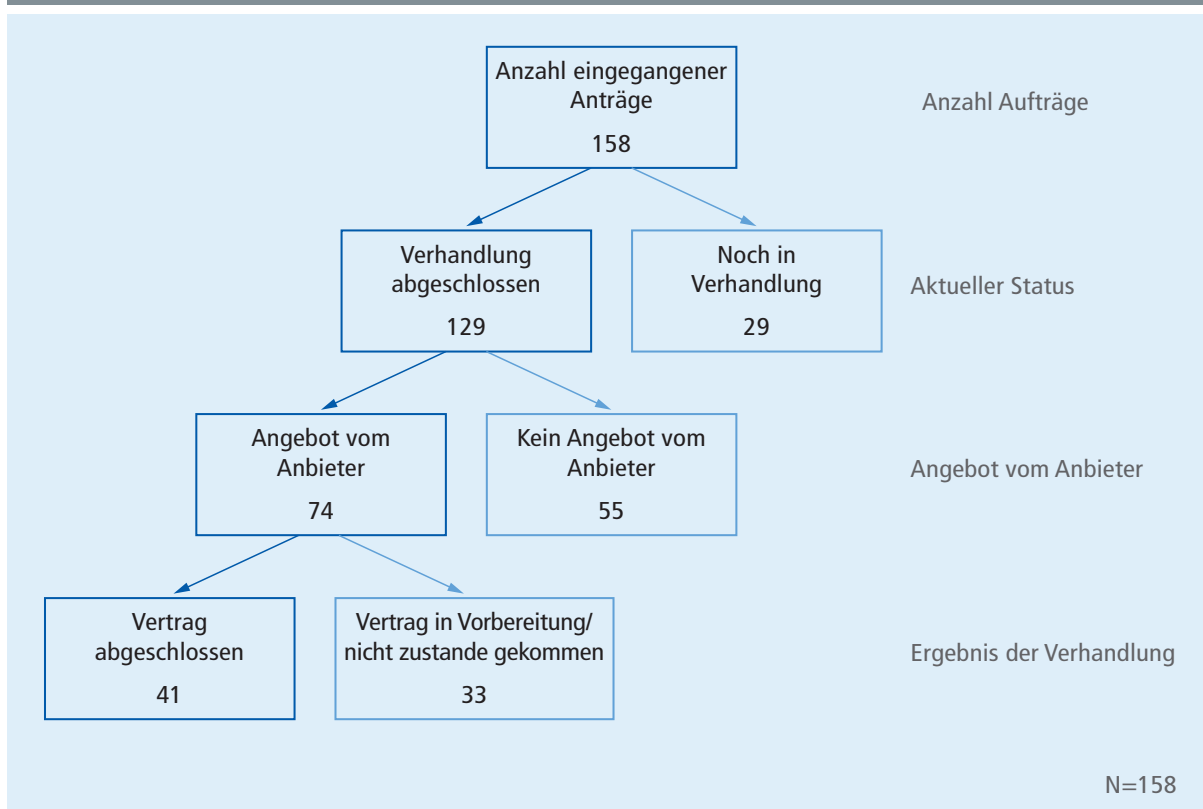 Anzahl eingegangener
Anträge
158
Anzahl Aufträge
Verhandlung
abgeschlossen
129
Noch in
Verhandlung
29
Aktueller Status
Angebot vom
Anbieter
74
Kein Angebot vom
Anbieter
55
Angebot vom Anbieter
Vertrag
abgeschlossen
41
Vertrag in Vorbereitung/
nicht zustande gekommen
33
Ergebnis der Verhandlung
N=158